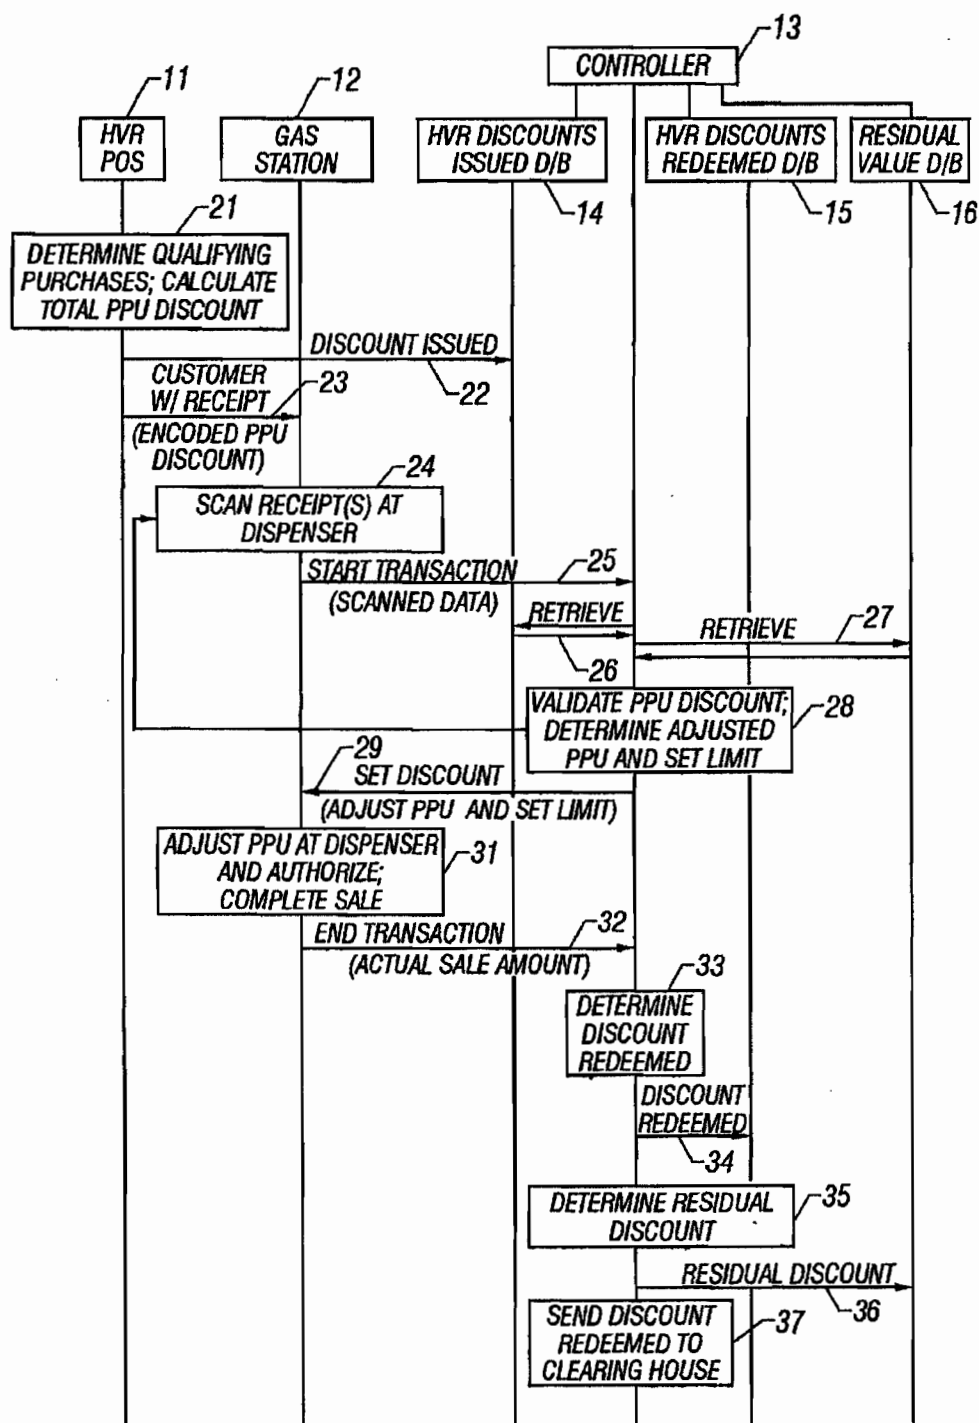 13
CONTROLLER
11
12
HVR
POS
GAS
STATION
HVR DISCOUNTS
ISSUED D/B
HVR DISCOUNTS
REDEEMED D/B
RESIDUAL
VALUE D/B
14
15
16
21
DETERMINE QUALIFYING
PURCHASES; CALCULATE
TOTAL PPU DISCOUNT
DISCOUNT ISSUED
22
CUSTOMER
W/ RECEIPT
23
(ENCODED PPU
DISCOUNT)
24
SCAN RECEIPT(S) AT
DISPENSER
START TRANSACTION
25
(SCANNED DATA)
RETRIEVE
26
RETRIEVE
27
VALIDATE PPU DISCOUNT;
DETERMINE ADJUSTED
PPU AND SET LIMIT
28
29
SET DISCOUNT
(ADJUST PPU AND SET LIMIT)
ADJUST PPU AT DISPENSER
AND AUTHORIZE;
COMPLETE SALE
31
END TRANSACTION
32
(ACTUAL SALE AMOUNT)
33
DETERMINE
DISCOUNT
REDEEMED
DISCOUNT
REDEEMED
34
DETERMINE RESIDUAL
DISCOUNT
35
RESIDUAL DISCOUNT
36
SEND DISCOUNT
REDEEMED TO
CLEARING HOUSE
37